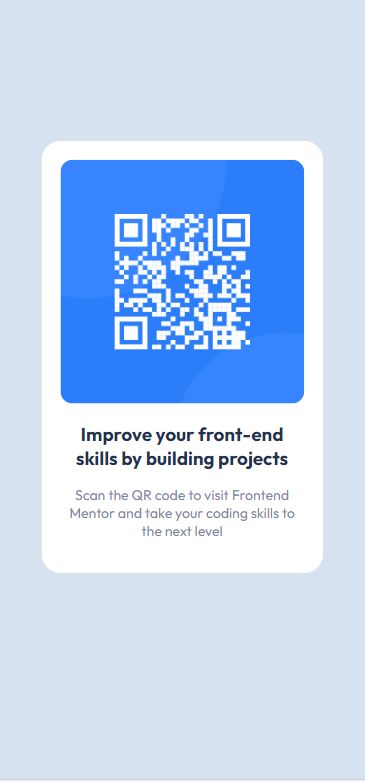 Improve your front-end
skills by building projects
Scan the QR code to visit Frontend
Mentor and take your coding skills to
the next level